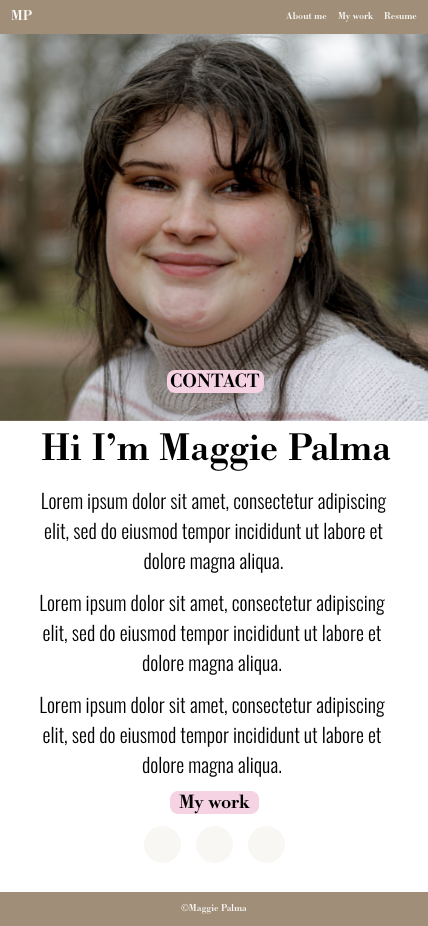 MP
About me My work Resume
CONTACT
Hi I’m Maggie Palma
Lorem ipsum dolor sit amet, consectetur adipiscing
elit, sed do eiusmod tempor incididunt ut labore et
dolore magna aliqua.
Lorem ipsum dolor sit amet, consectetur adipiscing
elit, sed do eiusmod tempor incididunt ut labore et
dolore magna aliqua.
Lorem ipsum dolor sit amet, consectetur adipiscing
elit, sed do eiusmod tempor incididunt ut labore et
dolore magna aliqua.
My work
©Maggie Palma